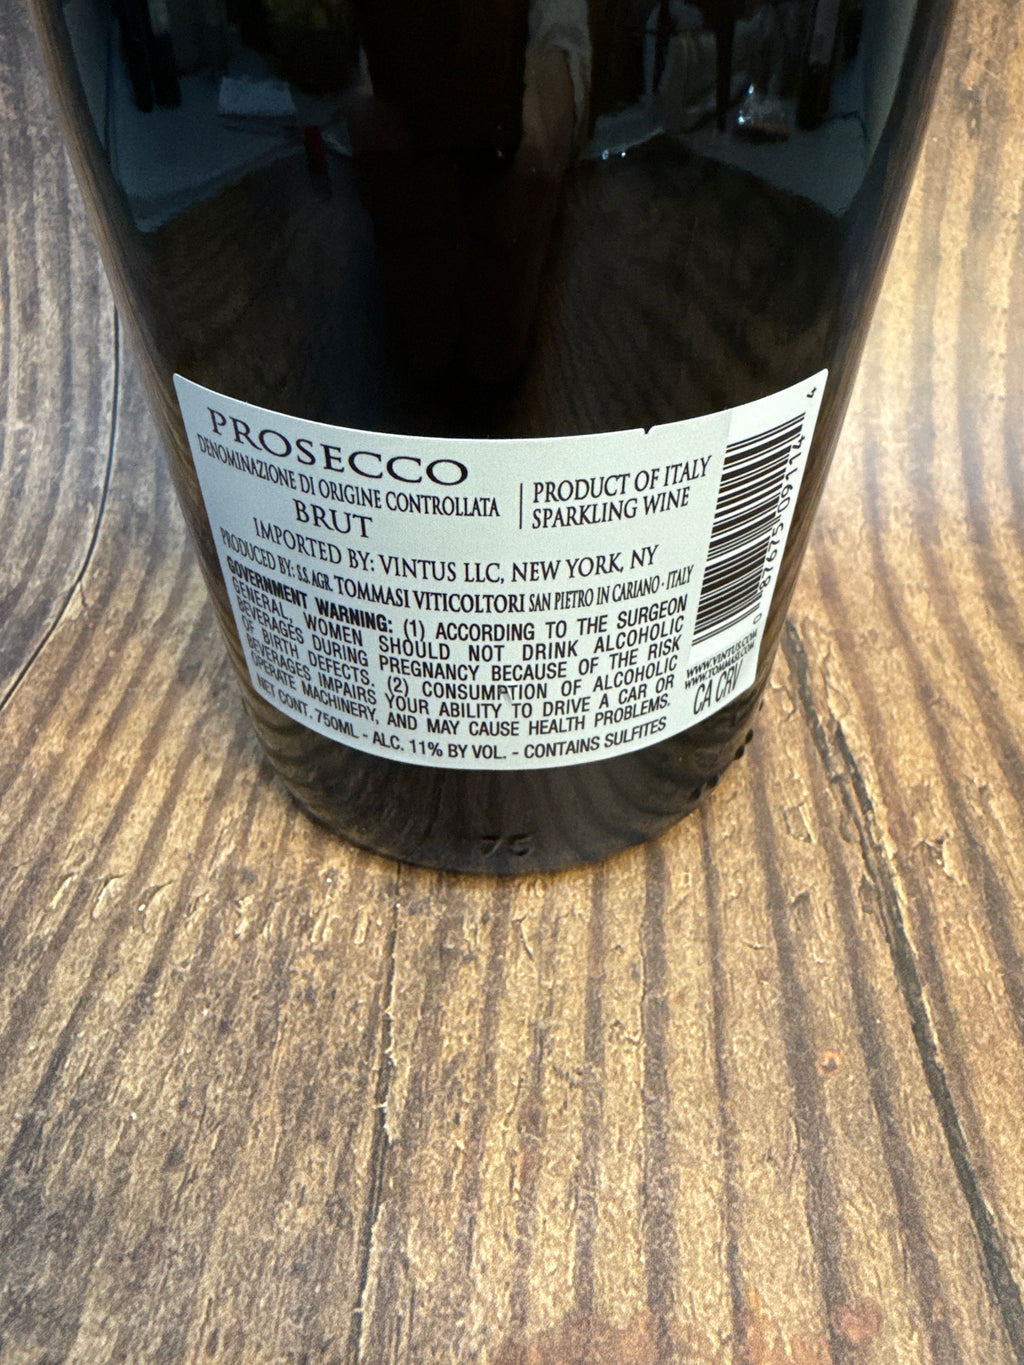 PROSECCO
DENOMINAZIONE DI ORIGINE CONTROLLATA
BRUT
PRODUCT OF ITALY
SPARKLING WINE
IMPORTED BY: VINTUS LLC, NEW YORK, NY
PRODUCED BY: S.S. AGR. TOMMASI VITICOLTORI SAN PIETRO IN CARIANO - ITALY
GOVERNMENT WARNING: (1) ACCORDING TO THE SURGEON
GENERAL, WOMEN SHOULD NOT DRINK ALCOHOLIC
BEVERAGES DURING PREGNANCY BECAUSE OF THE RISK
OF BIRTH DEFECTS. (2) CONSUMPTION OF ALCOHOLIC
BEVERAGES IMPAIRS YOUR ABILITY TO DRIVE A CAR OR
OPERATE MACHINERY, AND MAY CAUSE HEALTH PROBLEMS.
NET CONT. 750ML - ALC. 11% BY VOL. - CONTAINS SULFITES
0 87675 09111 4
WWW.VINTUS.COM
WWW.TOMMASI.COM
CA CRV